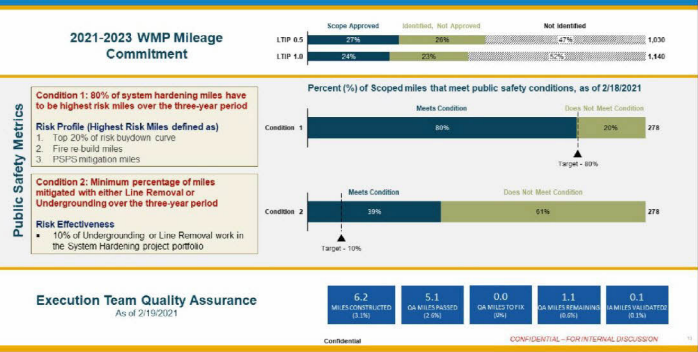 2021-2023 WMP Mileage
Commitment
Scope Approved Identified, Not Approved Not Identified
LTIP 0.5 27% 26% 47% 1,030
LTIP 1.0 24% 23% 52% 1,140
Public Safety Metrics
Condition 1: 80% of system hardening miles have
to be highest risk miles over the three-year period
Risk Profile (Highest Risk Miles defined as)
1. Top 20% of risk buydown curve
2. Fire re-build miles
3. PSPS mitigation miles
Condition 2: Minimum percentage of miles
mitigated with either Line Removal or
Undergrounding over the three-year period
Risk Effectiveness
▪ 10% of Undergrounding or Line Removal work in
the System Hardening project portfolio
Percent (%) of Scoped miles that meet public safety conditions, as of 2/18/2021
Meets Condition Does Not Meet Condition
Condition 1 80% 20% 278
Target - 80%
Meets Condition Does Not Meet Condition
Condition 2 39% 61% 278
Target - 10%
Execution Team Quality Assurance
As of 2/19/2021
6.2
MILES CONSTRUCTED
(3.1%)
5.1
QA MILES PASSED
(2.6%)
0.0
QA MILES TO FIX
(0%)
1.1
QA MILES REMAINING
(0.6%)
0.1
IA MILES VALIDATED2
(0.1%)
Confidential
CONFIDENTIAL – FOR INTERNAL DISCUSSION